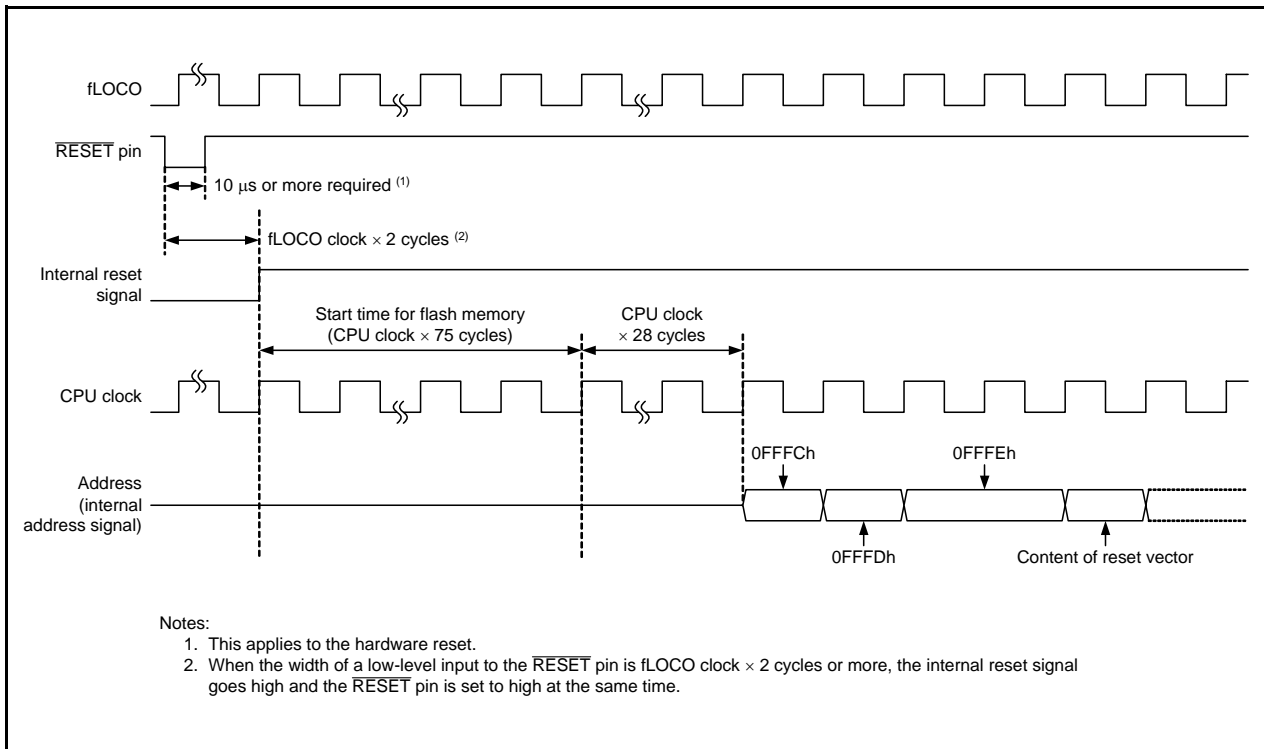 fLOCO
RESET pin
10 μs or more required (1)
fLOCO clock × 2 cycles (2)
Internal reset
signal
Start time for flash memory
(CPU clock × 75 cycles)
CPU clock
× 28 cycles
CPU clock
0FFFCh
0FFFEh
Address
(internal
address signal)
0FFFDh
Content of reset vector
Notes:
1. This applies to the hardware reset.
2. When the width of a low-level input to the RESET pin is fLOCO clock × 2 cycles or more, the internal reset signal
goes high and the RESET pin is set to high at the same time.